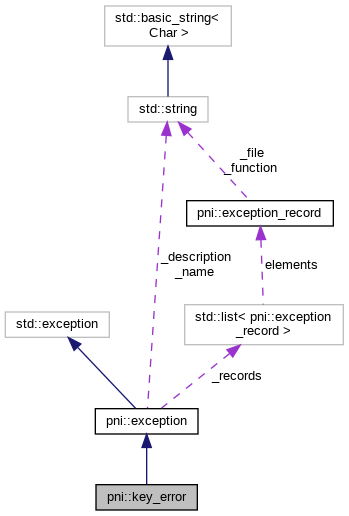 std::basic_string<
Char >
std::string
_file
_function
pni::exception_record
_description
_name
elements
std::exception
std::list< pni::exception
_record >
_records
pni::exception
pni::key_error